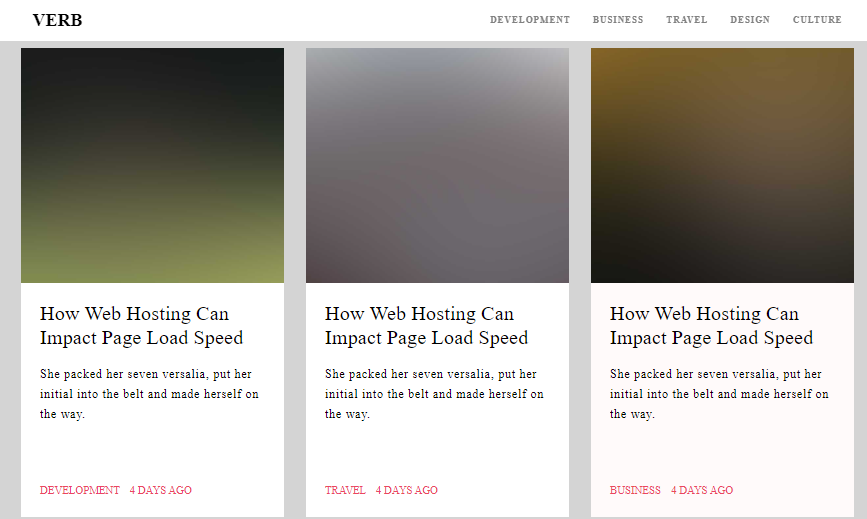 VERB
DEVELOPMENT BUSINESS TRAVEL DESIGN CULTURE
How Web Hosting Can
Impact Page Load Speed
She packed her seven versalia, put her
initial into the belt and made herself on
the way.
DEVELOPMENT 4 DAYS AGO
How Web Hosting Can
Impact Page Load Speed
She packed her seven versalia, put her
initial into the belt and made herself on
the way.
TRAVEL 4 DAYS AGO
How Web Hosting Can
Impact Page Load Speed
She packed her seven versalia, put her
initial into the belt and made herself on
the way.
BUSINESS 4 DAYS AGO